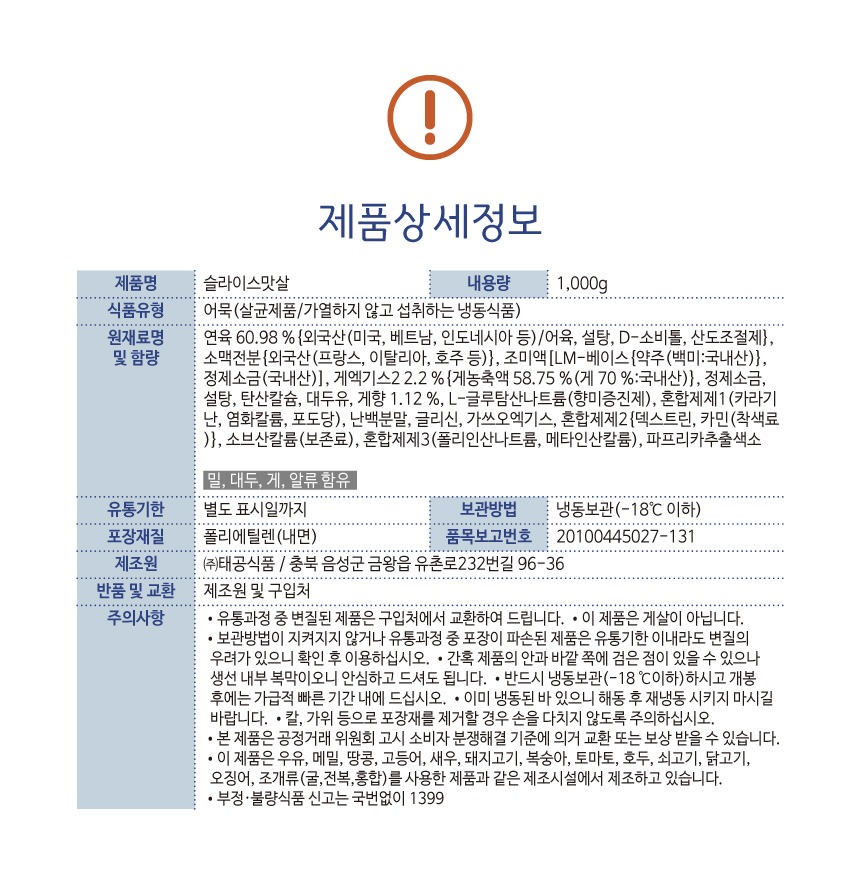 제품상세정보
제품명 슬라이스맛살 내용량 1,000g
식품유형 어묵(살균제품/가열하지 않고 섭취하는 냉동식품)
원재료명 연육 60.98 %{외국산(미국, 베트남, 인도네시아 등)/어육, 설탕, D-소비톨, 산도조절제},
및 함량 소맥전분{외국산(프랑스, 이탈리아, 호주 등)}, 조미액[LM-베이스{약주(백미:국내산)},
정제소금(국내산)], 게엑기스2 2.2 %{게농축액 58.75 %(게 70 %:국내산)}, 정제소금,
설탕, 탄산칼슘, 대두유, 게향 1.12 %, L-글루탐산나트륨(향미증진제), 혼합제제1(카라기
난, 염화칼륨, 포도당), 난백분말, 글리신, 가쓰오엑기스, 혼합제제2{덱스트린, 카민(착색료
)}, 소브산칼륨(보존료), 혼합제제3(폴리인산나트륨, 메타인산칼륨), 파프리카추출색소
밀, 대두, 게, 알류 함유
유통기한 별도 표시일까지 보관방법 냉동보관(-18℃ 이하)
포장재질 폴리에틸렌(내면) 품목보고번호 20100445027-131
제조원 ㈜태공식품 / 충북 음성군 금왕읍 유촌로232번길 96-36
반품 및 교환 제조원 및 구입처
주의사항 • 유통과정 중 변질된 제품은 구입처에서 교환하여 드립니다. • 이 제품은 게살이 아닙니다.
• 보관방법이 지켜지지 않거나 유통과정 중 포장이 파손된 제품은 유통기한 이내라도 변질의
우려가 있으니 확인 후 이용하십시오. • 간혹 제품의 안과 바깥 쪽에 검은 점이 있을 수 있으나
생선 내부 복막이오니 안심하고 드셔도 됩니다. • 반드시 냉동보관(-18 ℃이하)하시고 개봉
후에는 가급적 빠른 기간 내에 드십시오. • 이미 냉동된 바 있으니 해동 후 재냉동 시키지 마시길
바랍니다. • 칼, 가위 등으로 포장재를 제거할 경우 손을 다치지 않도록 주의하십시오.
• 본 제품은 공정거래 위원회 고시 소비자 분쟁해결 기준에 의거 교환 또는 보상 받을 수 있습니다.
• 이 제품은 우유, 메밀, 땅콩, 고등어, 새우, 돼지고기, 복숭아, 토마토, 호두, 쇠고기, 닭고기,
오징어, 조개류(굴,전복,홍합)를 사용한 제품과 같은 제조시설에서 제조하고 있습니다.
• 부정·불량식품 신고는 국번없이 1399